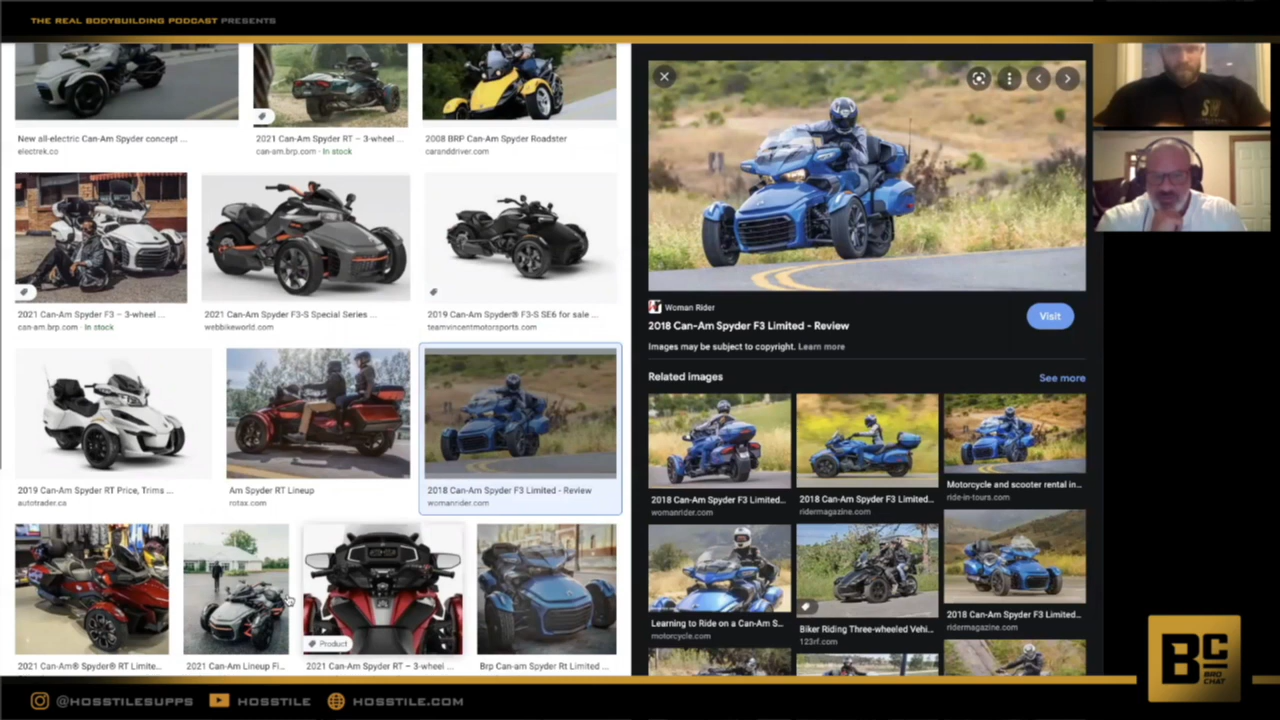 THE REAL BODYBUILDING PODCAST PRESENTS
New all-electric Can-Am Spyder concept ...
electrek.co
2021 Can-Am Spyder RT – 3-wheel ...
can-am.brp.com · In stock
2008 BRP Can-Am Spyder Roadster
caranddriver.com
2021 Can-Am Spyder F3 – 3-wheel ...
can-am.brp.com · In stock
2021 Can-Am Spyder F3-S Special Series ...
webbikeworld.com
2019 Can-Am Spyder® F3-S SE6 for sale ...
teamvincentmotorsports.com
2019 Can-Am Spyder RT Price, Trims ...
autotrader.ca
Am Spyder RT Lineup
rotax.com
2018 Can-Am Spyder F3 Limited - Review
womanrider.com
Product
2021 Can-Am® Spyder® RT Limite...
2021 Can-Am Lineup Fi...
2021 Can-Am Spyder RT – 3-wheel ...
Brp Can-am Spyder Rt Limited ...
Woman Rider
2018 Can-Am Spyder F3 Limited - Review
Visit
Images may be subject to copyright. Learn more
Related images
See more
2018 Can-Am Spyder F3 Limited...
womanrider.com
2018 Can-Am Spyder F3 Limited...
ridermagazine.com
Motorcycle and scooter rental in...
ride-in-tours.com
Learning to Ride on a Can-Am S...
motorcycle.com
Biker Riding Three-wheeled Vehi...
123rf.com
2018 Can-Am Spyder F3 Limited...
ridermagazine.com
BC
BRO
CHAT
@HOSSTILESUPPS
HOSSTILE
HOSSTILE.COM